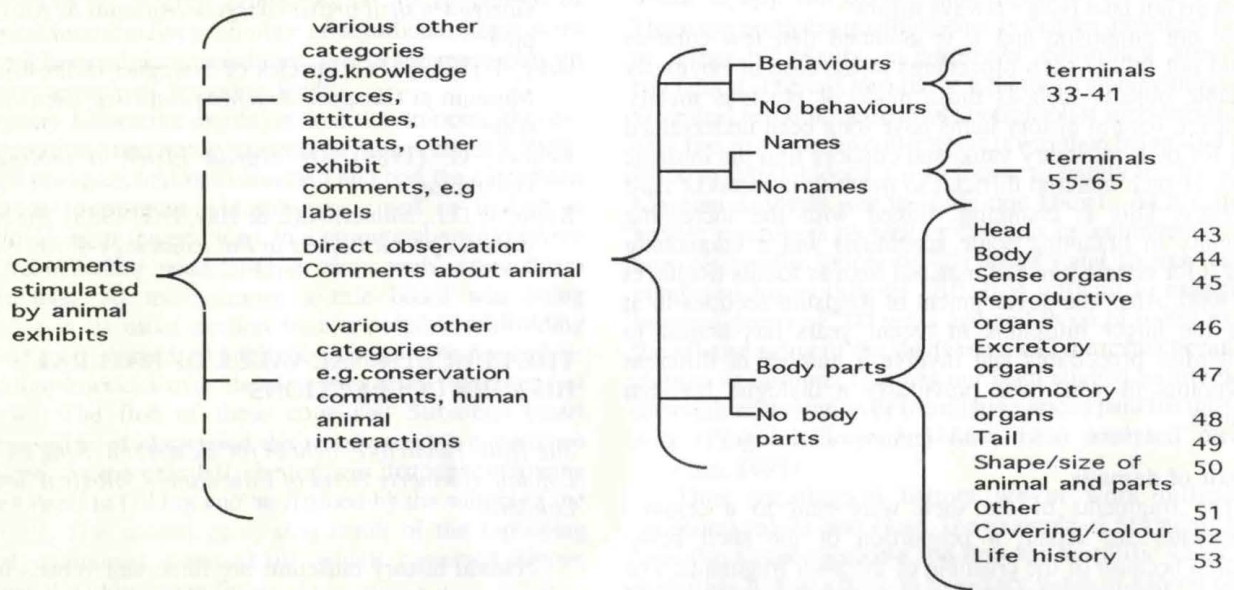 Comments
stimulated
by animal
exhibits
various other
categories
e.g.knowledge
sources,
attitudes,
habitats, other
exhibit
comments,e.g
labels
Direct observation
Comments about animal
various other
ategories
e.g.conservation
comments, human
animal
interactions
Behaviours
No behaviours
Names
No names
Body parts
No body
parts
terminals
33-41
terminals
55-65
Head 43
Body 44
Sense organs 45
Reproductive
organs 46
Excretory
organs 47
Locomotory
organs 48
Tail 49
Shape/size of 50
animal and parts
Other 51
Covering/colour 52
Life history 53